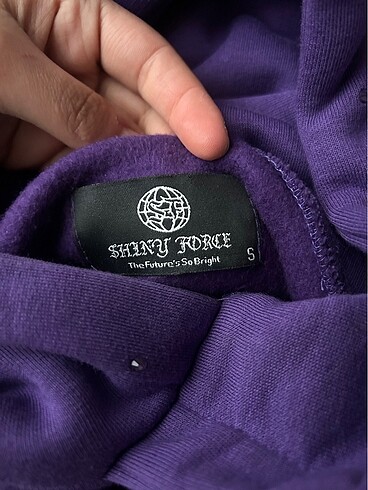 SHINY FORCE
The Future's So Bright
S